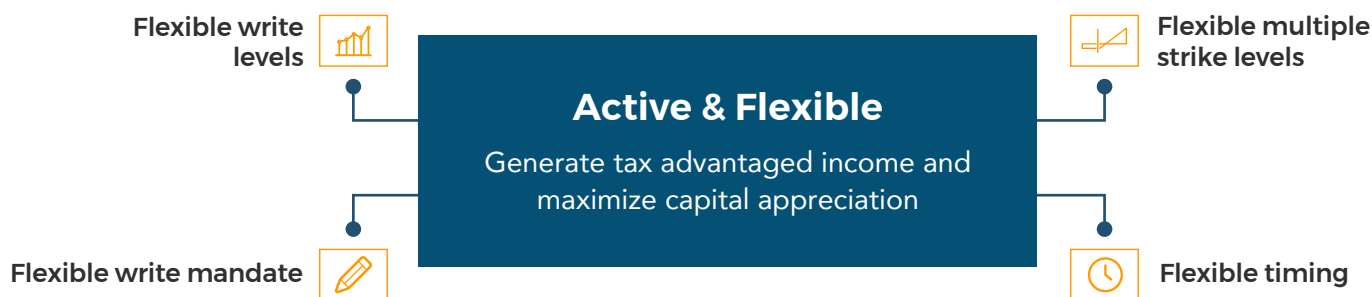 Flexible write
levels
Flexible multiple
strike levels
Active & Flexible
Generate tax advantaged income and
maximize capital appreciation
Flexible write mandate
Flexible timing